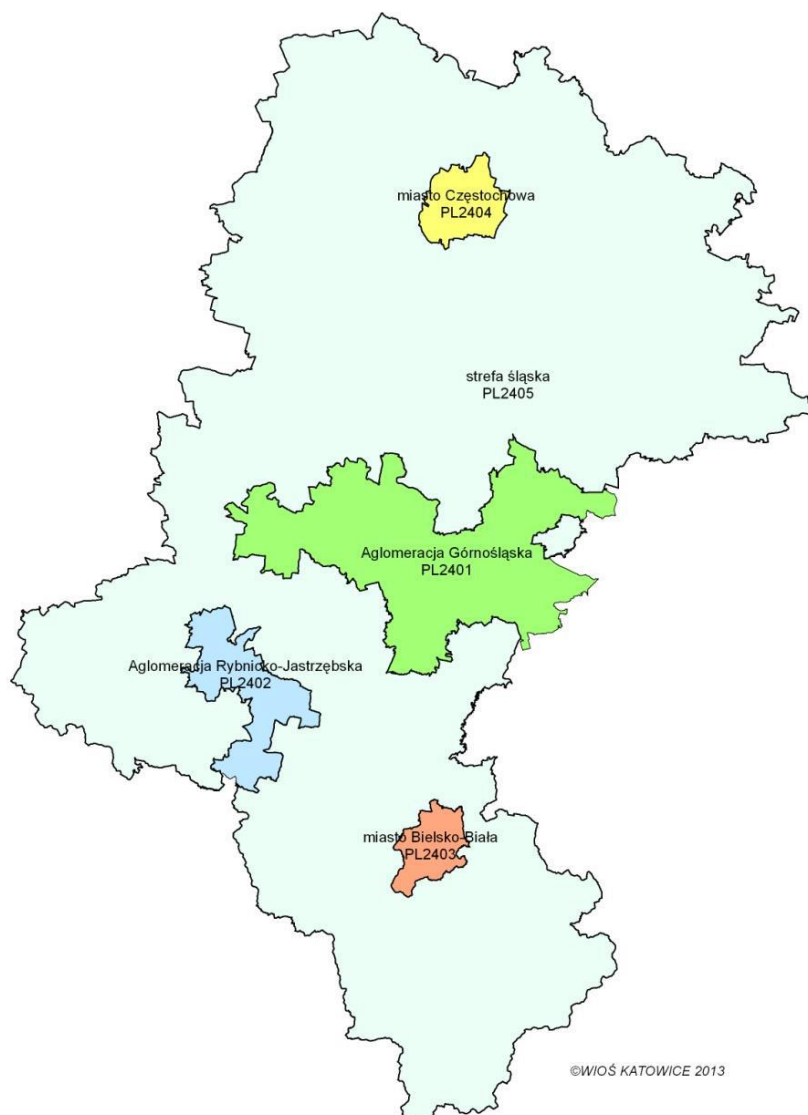 miasto Częstochowa
PL2404
strefa śląska
PL2405
Aglomeracja Górnośląska
PL2401
Aglomeracja Rybnicko-Jastrzębska
PL2402
miasto Bielsko-Biała
PL2403
©WIOŚ KATOWICE 2013